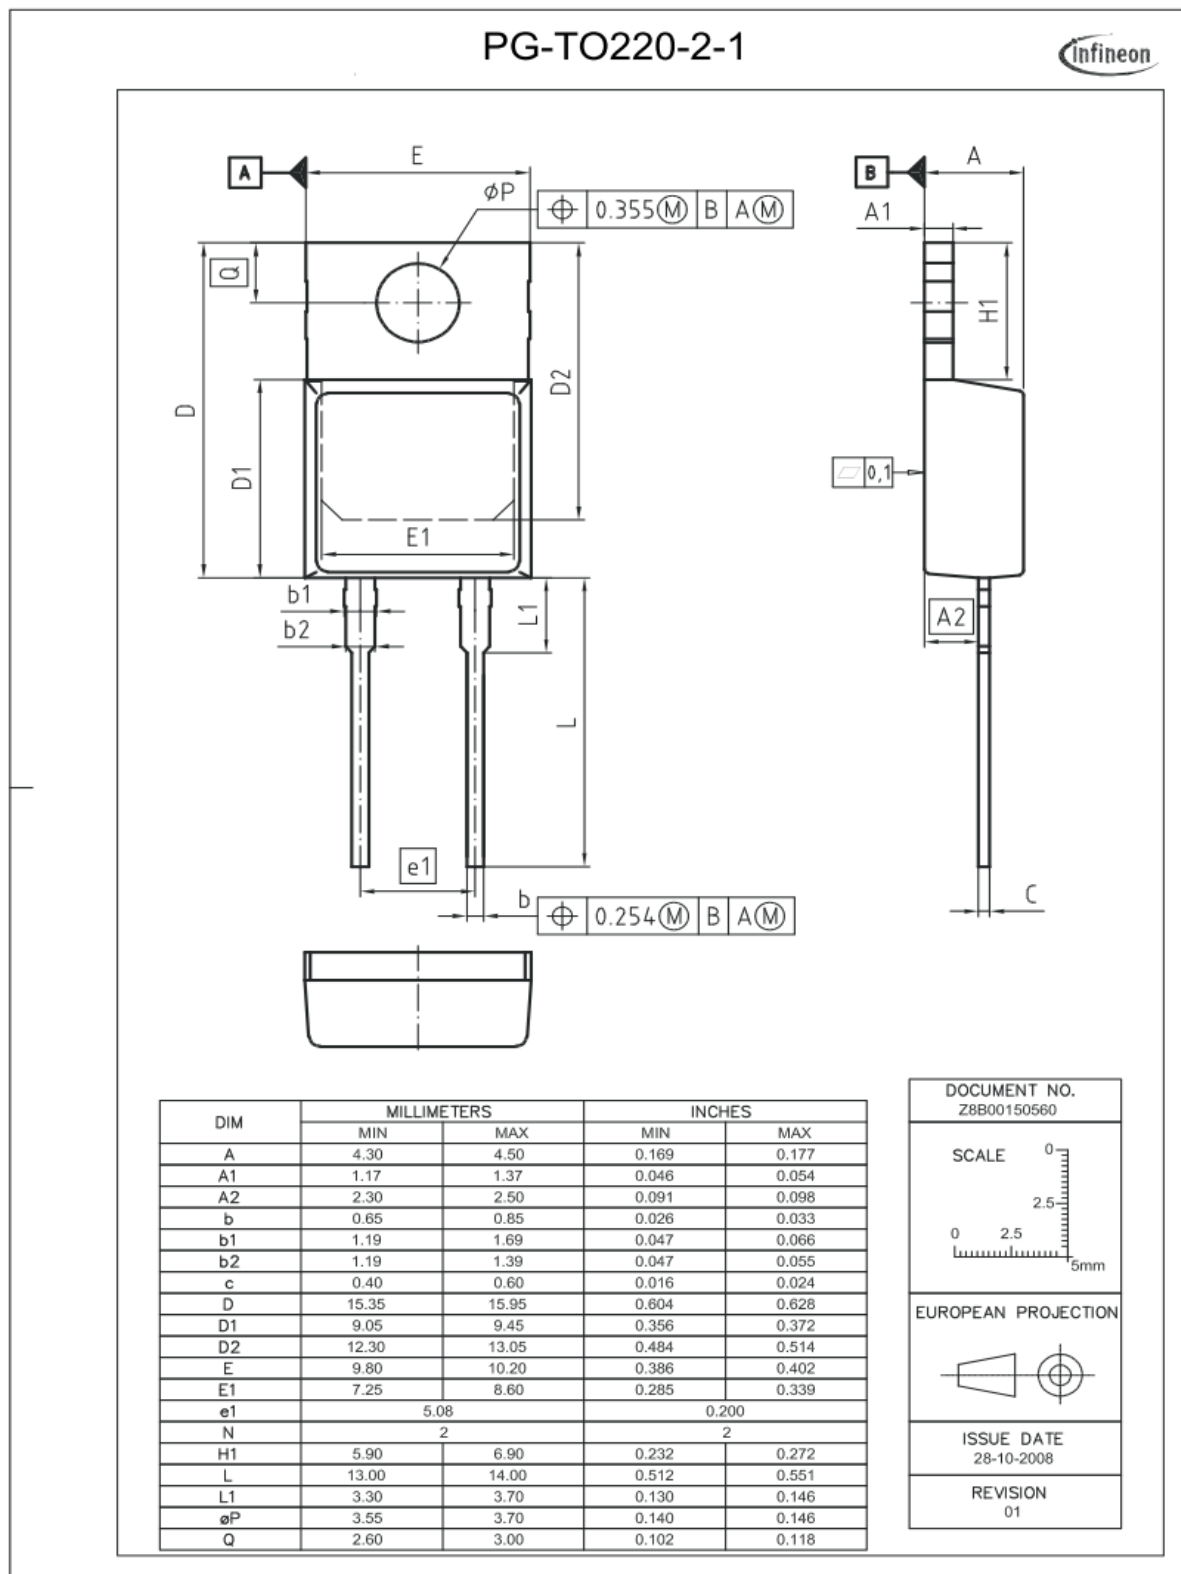 PG-TO220-2-1
infineon
A
E
øP
0.355 Ⓜ B A Ⓜ
B
A
A1
Q
H1
D2
D
D1
0,1
E1
b1
b2
L1
A2
L
e1
b
0.254 Ⓜ B A Ⓜ
C
DIM MILLIMETERS INCHES
MIN MAX MIN MAX
A 4.30 4.50 0.169 0.177
A1 1.17 1.37 0.046 0.054
A2 2.30 2.50 0.091 0.098
b 0.65 0.85 0.026 0.033
b1 1.19 1.69 0.047 0.066
b2 1.19 1.39 0.047 0.055
c 0.40 0.60 0.016 0.024
D 15.35 15.95 0.604 0.628
D1 9.05 9.45 0.356 0.372
D2 12.30 13.05 0.484 0.514
E 9.80 10.20 0.386 0.402
E1 7.25 8.60 0.285 0.339
e1 5.08 0.200
N 2 2
H1 5.90 6.90 0.232 0.272
L 13.00 14.00 0.512 0.551
L1 3.30 3.70 0.130 0.146
øP 3.55 3.70 0.140 0.146
Q 2.60 3.00 0.102 0.118
DOCUMENT NO.
Z8B00150560
SCALE 0
2.5
0 2.5
5mm
EUROPEAN PROJECTION
ISSUE DATE
28-10-2008
REVISION
01